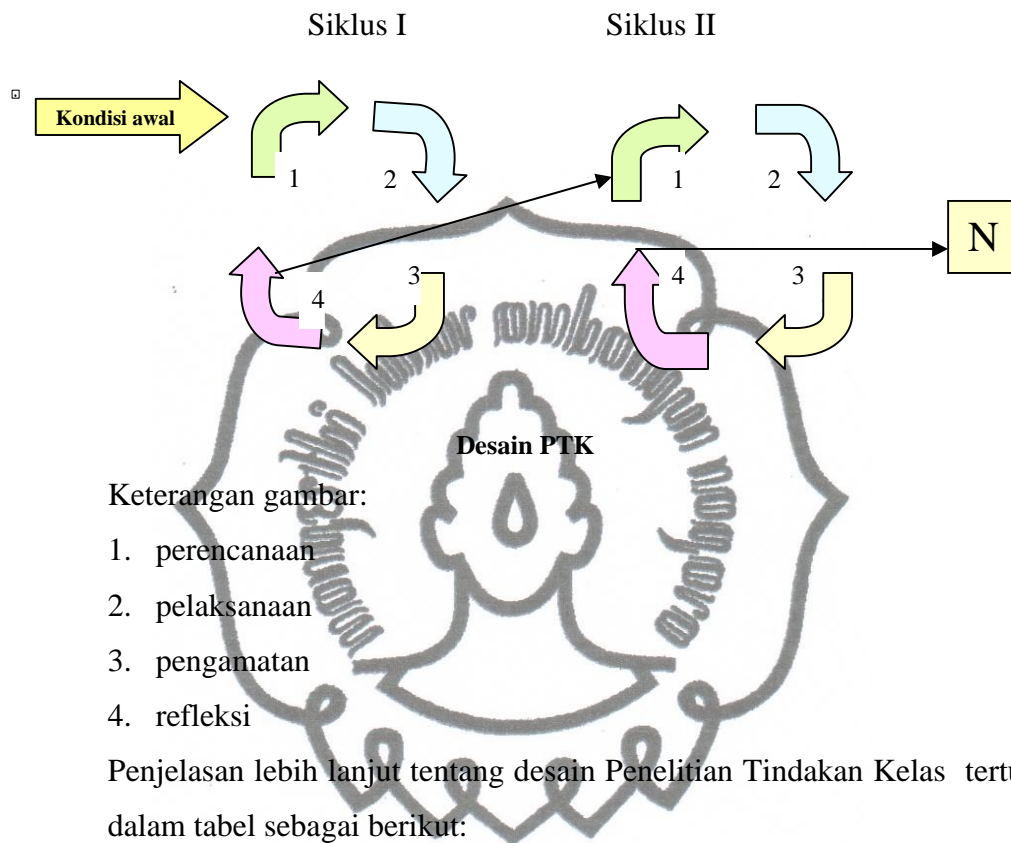 Siklus I Siklus II
Kondisi awal
1 2 1 2
N
4 3 4 3
Desain PTK
Keterangan gambar:
1. perencanaan
2. pelaksanaan
3. pengamatan
4. refleksi
Penjelasan lebih lanjut tentang desain Penelitian Tindakan Kelas tertu
dalam tabel sebagai berikut: